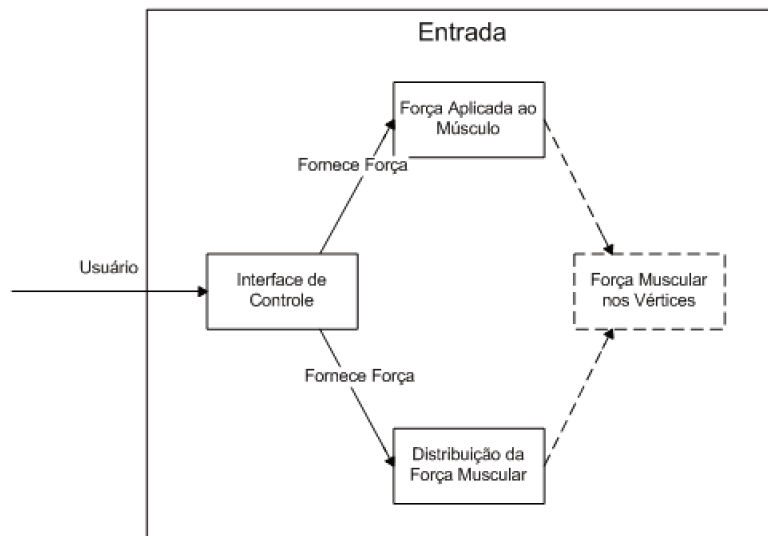 Entrada
Força Aplicada ao
Músculo
Fornece Força
Usuário
Interface de
Controle
Força Muscular
nos Vértices
Fornece Força
Distribuição da
Força Muscular